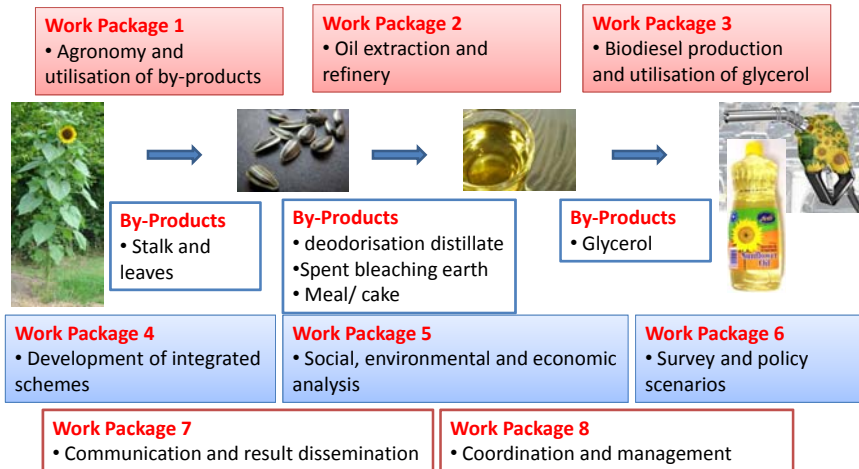 Work Package 1
• Agronomy and
utilisation of by-products
Work Package 2
• Oil extraction and
refinery
Work Package 3
• Biodiesel production
and utilisation of glycerol
By-Products
• Stalk and
leaves
By-Products
• deodorisation distillate
•Spent bleaching earth
• Meal/ cake
By-Products
• Glycerol
Sunflower
Oil
Work Package 4
• Development of integrated
schemes
Work Package 5
• Social, environmental and economic
analysis
Work Package 6
• Survey and policy
scenarios
Work Package 7
• Communication and result dissemination
Work Package 8
• Coordination and management